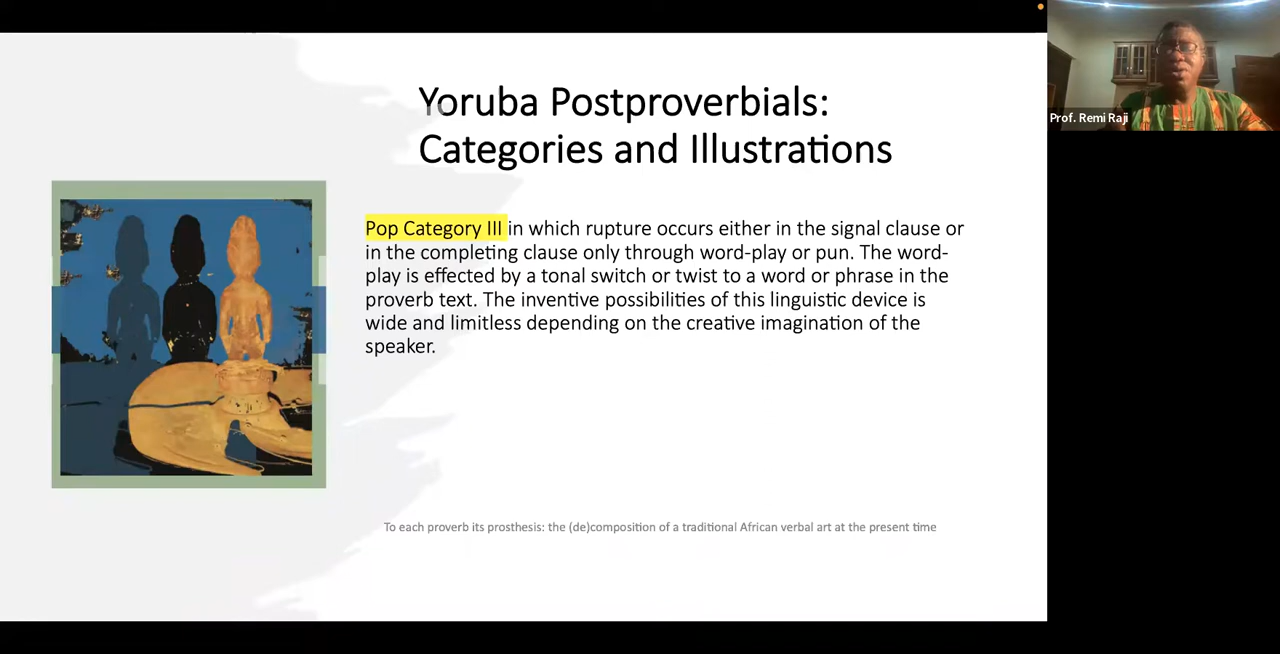 Yoruba Postproverbials:
Categories and Illustrations
Prof. Remi Raji
Pop Category III in which rupture occurs either in the signal clause or
in the completing clause only through word-play or pun. The word-
play is effected by a tonal switch or twist to a word or phrase in the
proverb text. The inventive possibilities of this linguistic device is
wide and limitless depending on the creative imagination of the
speaker.
To each proverb its prosthesis: the (de)composition of a traditional African verbal art at the present time